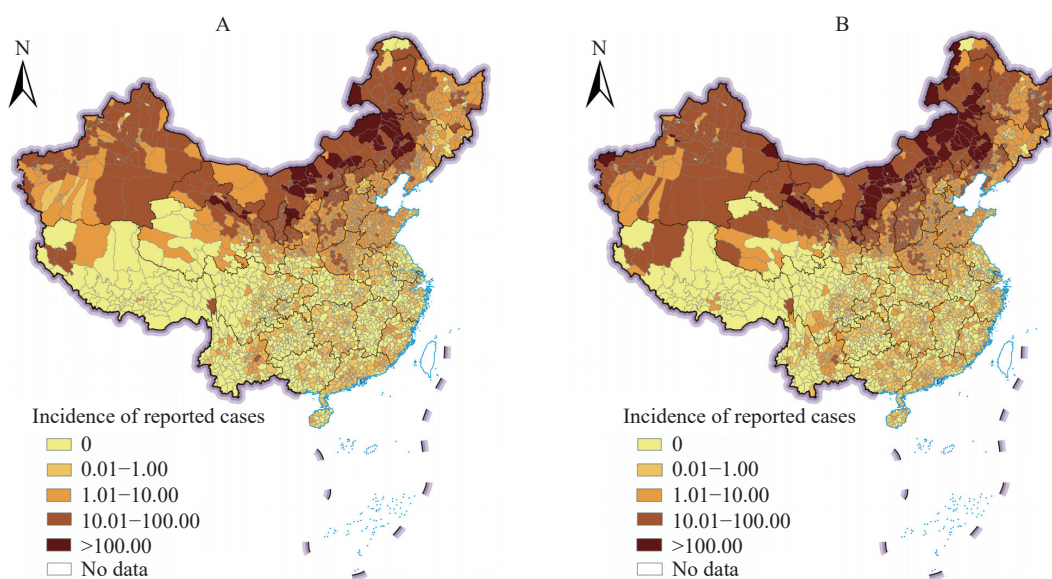 A
N
Incidence of reported cases
0
0.01−1.00
1.01−10.00
10.01−100.00
>100.00
No data
B
N
Incidence of reported cases
0
0.01−1.00
1.01−10.00
10.01−100.00
>100.00
No data